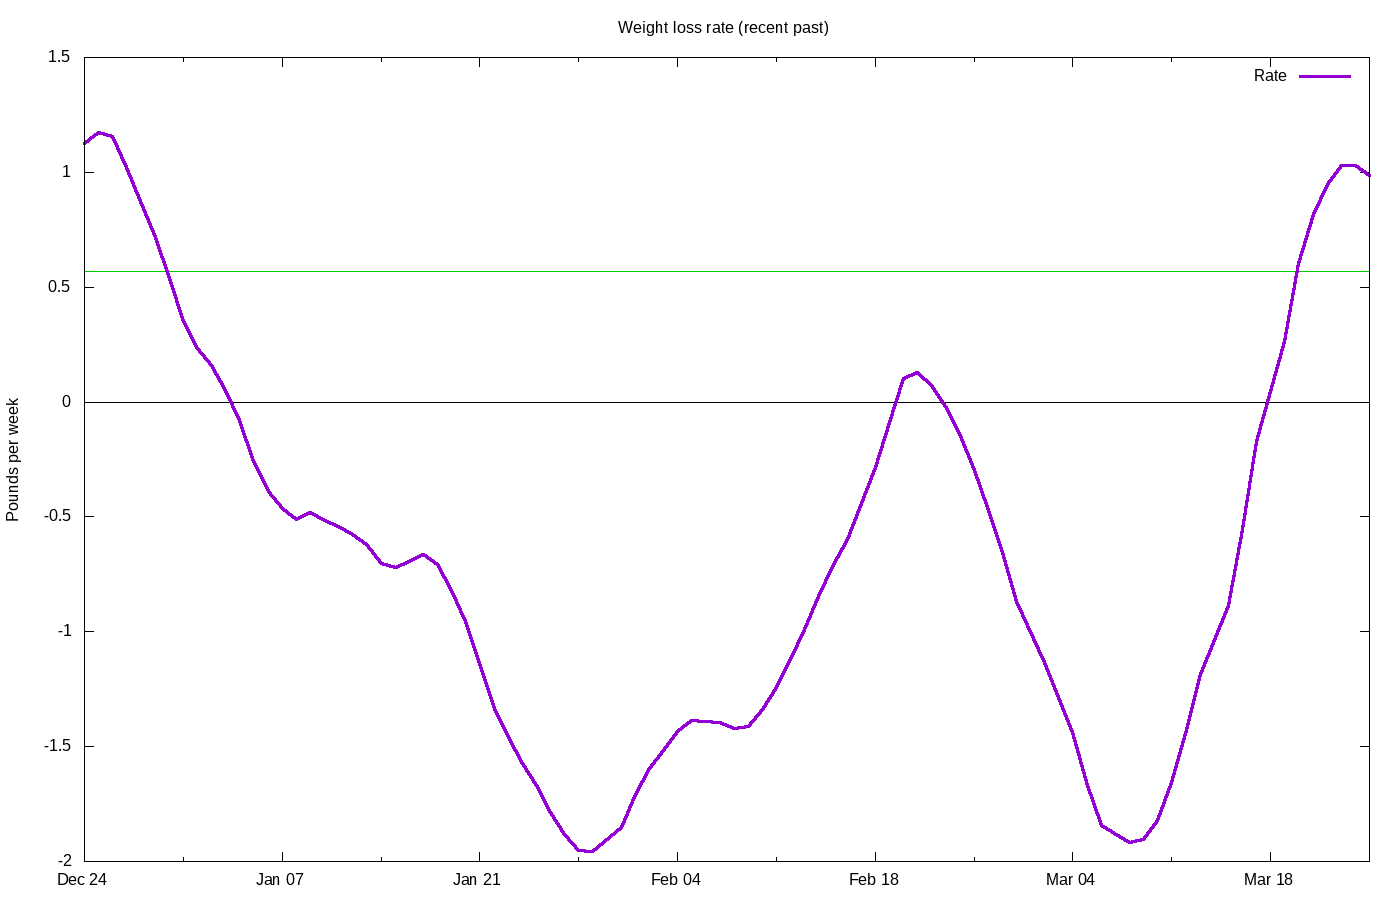 Weight loss rate (recent past)
Rate
1.5
1
0.5
0
-0.5
-1
-1.5
-2
Pounds per week
Dec 24
Jan 07
Jan 21
Feb 04
Feb 18
Mar 04
Mar 18